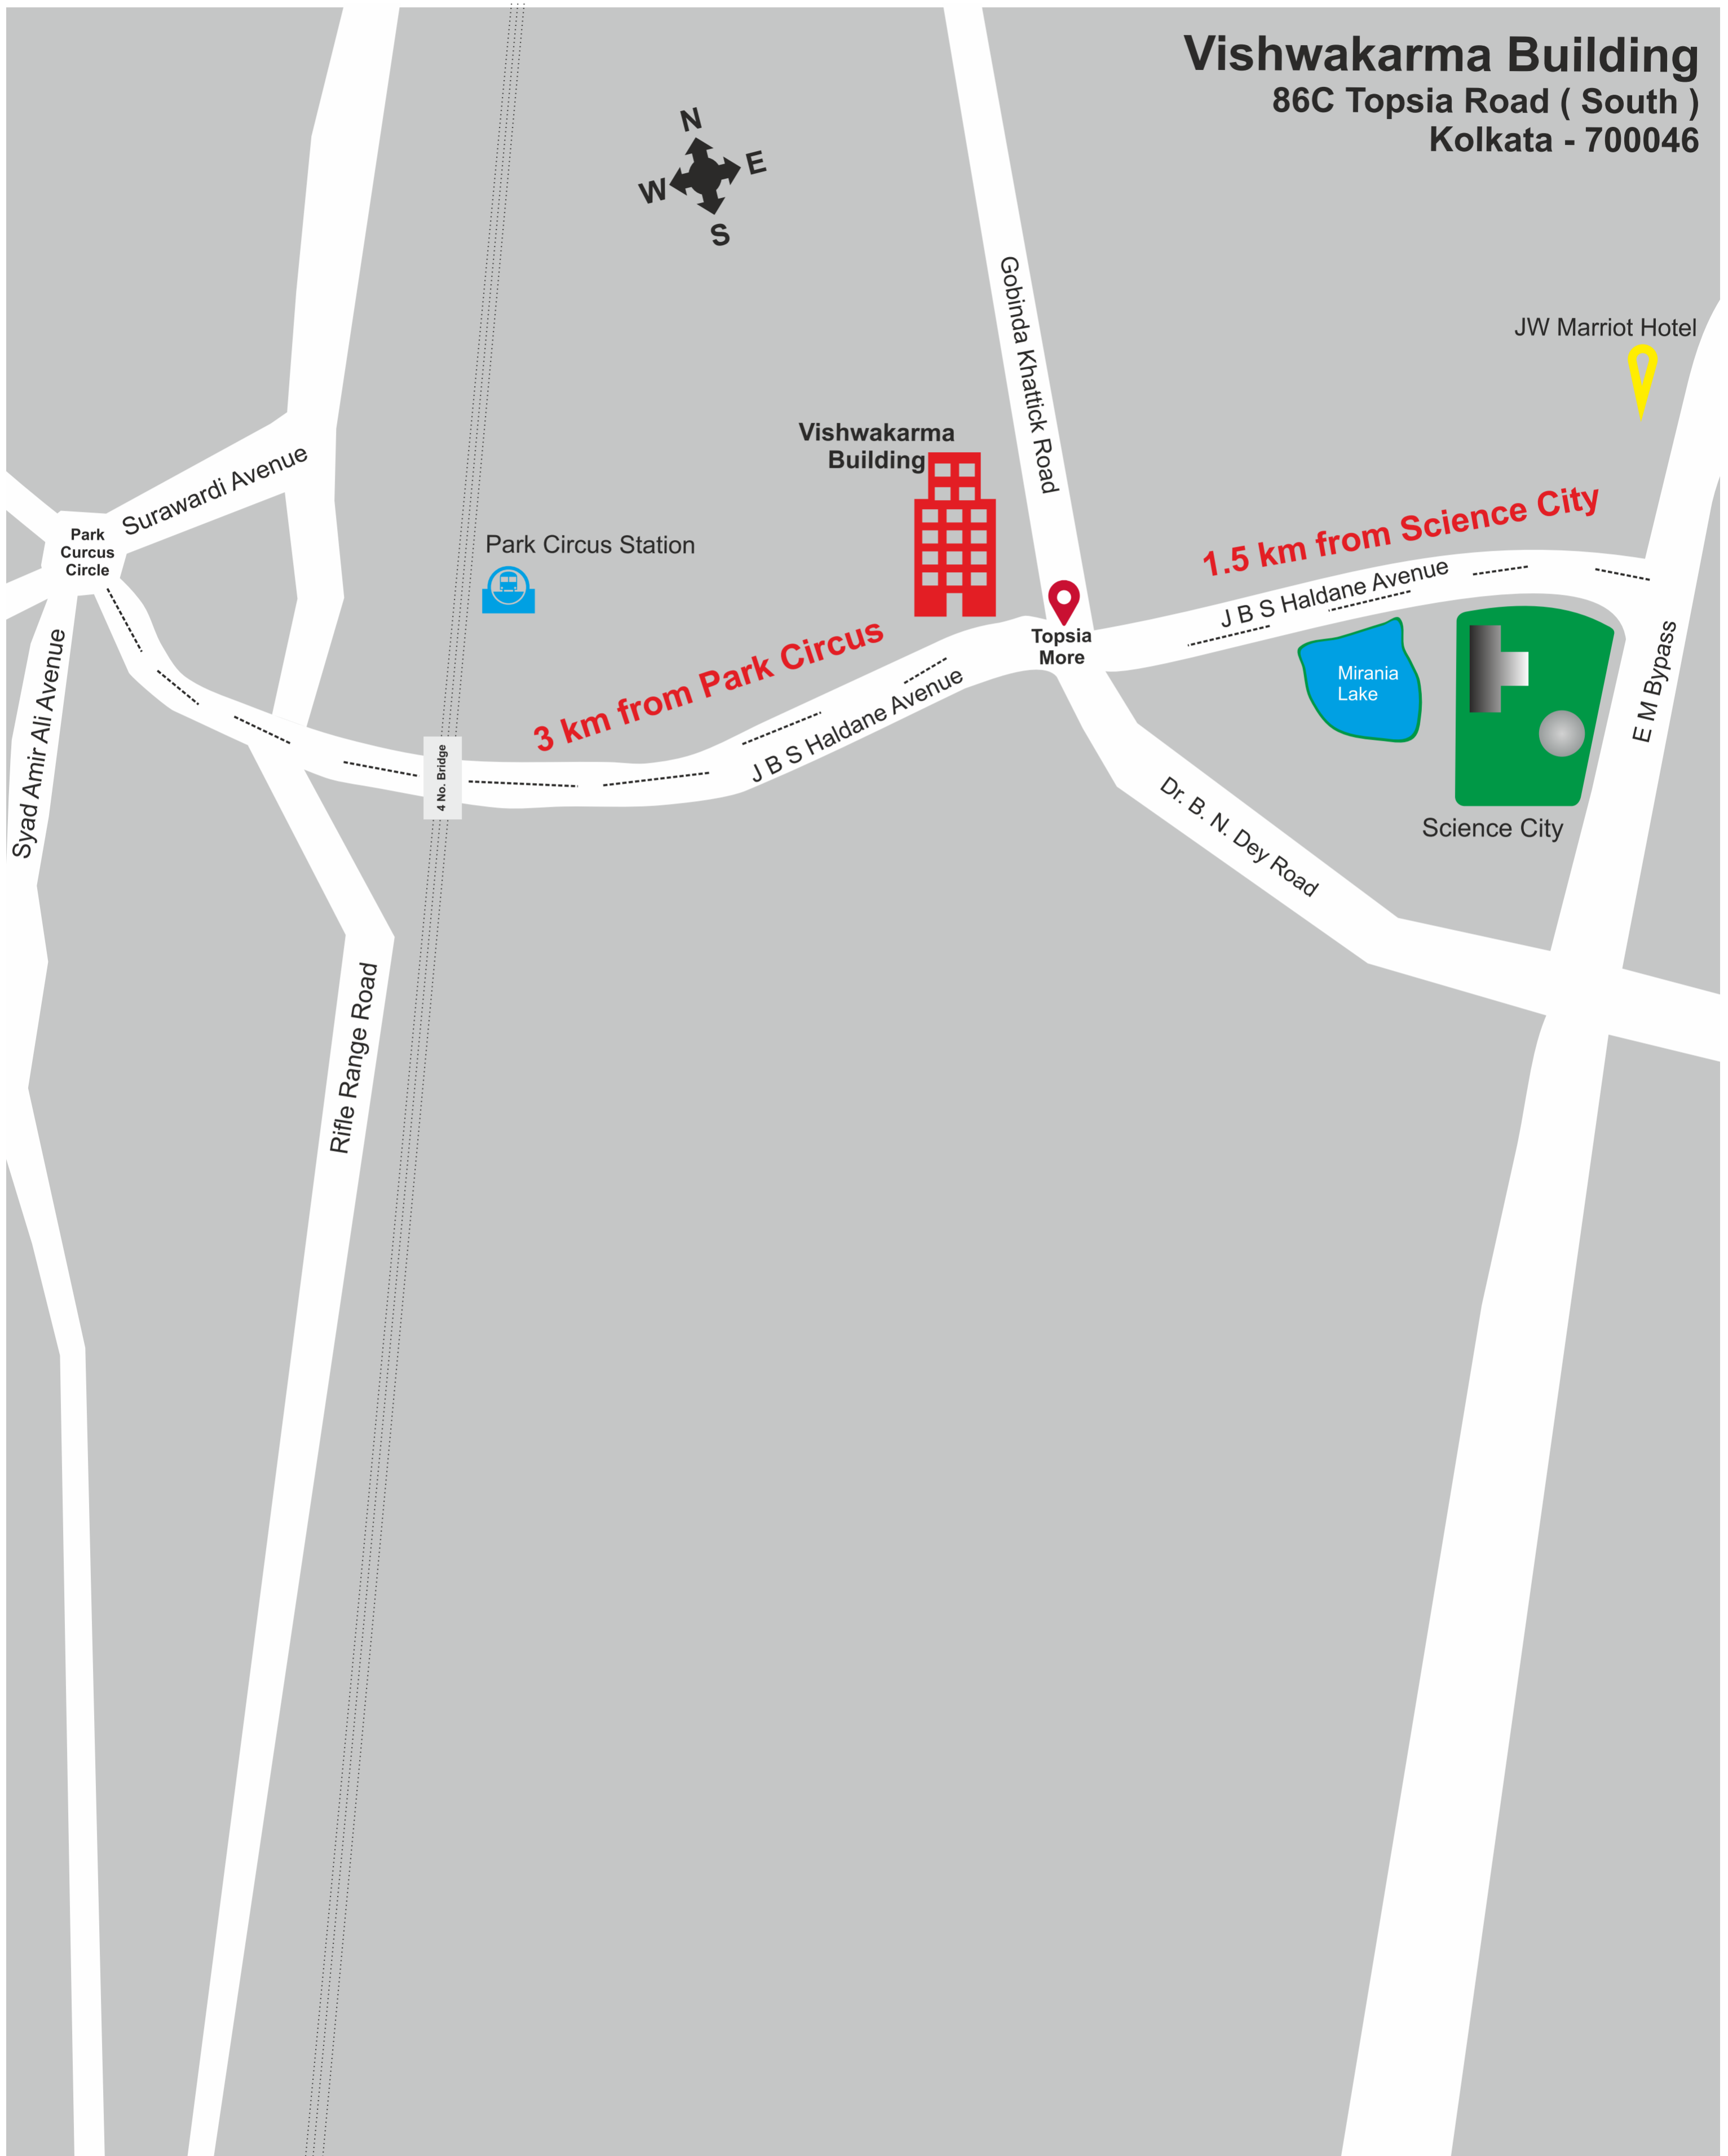 Vishwakarma Building
86C Topsia Road ( South )
Kolkata - 700046
N
E
W
S
Gobinda Khattick Road
JW Marriot Hotel
Vishwakarma
Building
Surawardi Avenue
Park
Curcus
Circle
Park Circus Station
1.5 km from Science City
J B S Haldane Avenue
3 km from Park Circus
Topsia
More
J B S Haldane Avenue
Mirania
Lake
E M Bypass
Syad Amir Ali Avenue
4 No. Bridge
Dr. B. N. Dey Road
Science City
Rifle Range Road